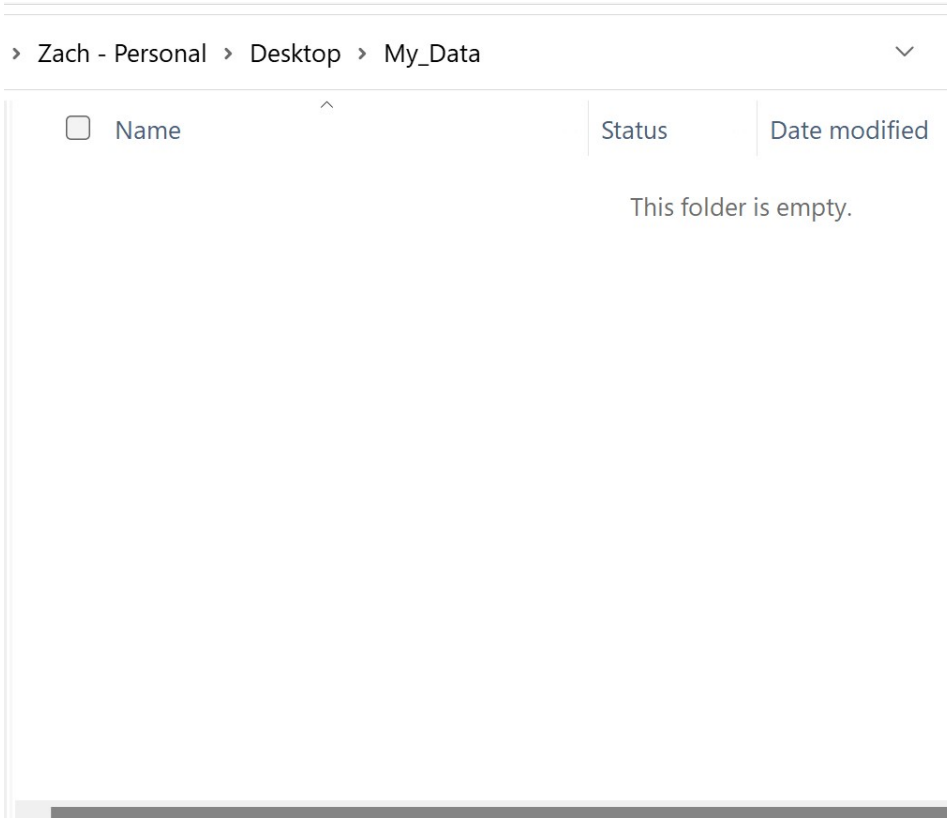 Zach - Personal > Desktop > My_Data
Name Status Date modified
This folder is empty.